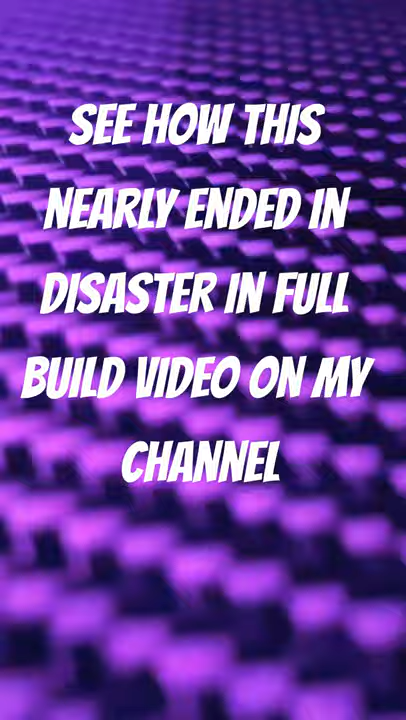 SEE HOW THIS
NEARLY ENDED IN
DISASTER IN FULL
BUILD VIDEO ON MY
CHANNEL